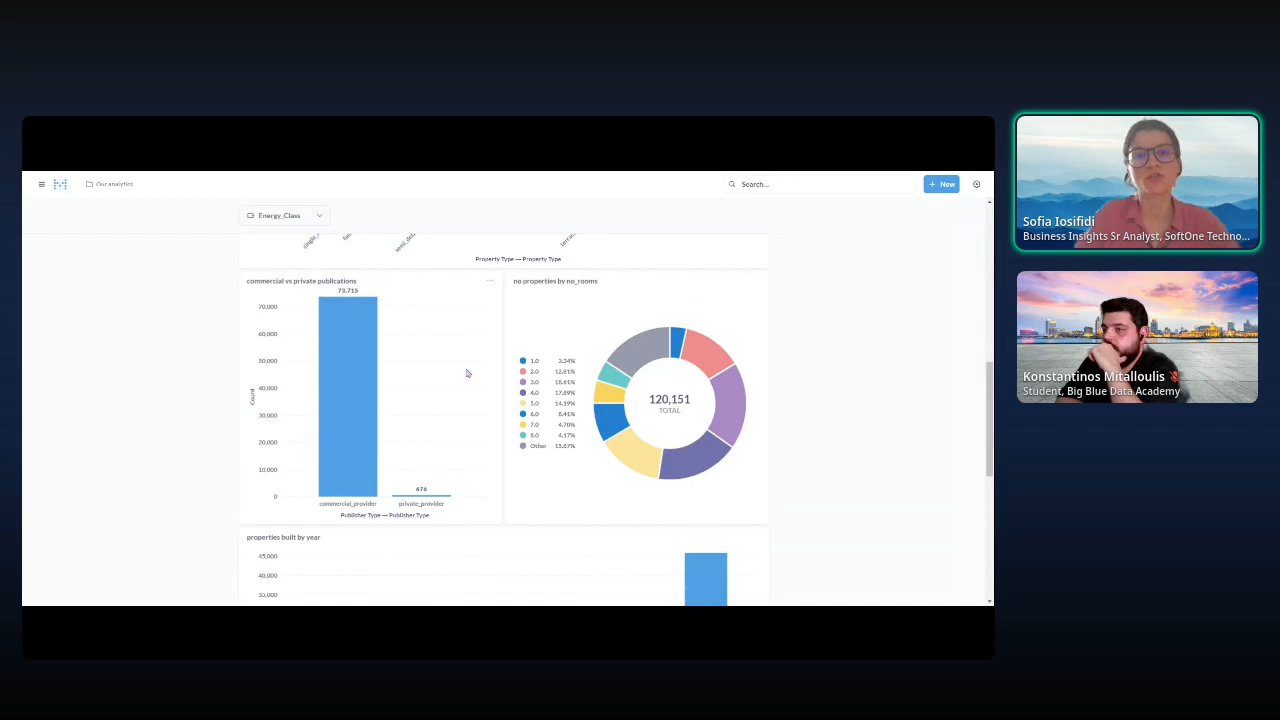 Our analytics
Search...
+ New
Energy_Class
single_
semi_det
terrac
Property Type — Property Type
commercial vs private publications
...
73.715
70,000
60,000
50,000
40,000
30,000
20,000
10,000
0
Count
676
commercial_provider
private_provider
Publisher Type — Publisher Type
no properties by no_rooms
1.0 3.34%
2.0 12.81%
3.0 18.61%
4.0 17.89%
5.0 14.19%
6.0 8.41%
7.0 4.70%
8.0 4.17%
Other 15.87%
120,151
TOTAL
properties built by year
45,000
40,000
35,000
Sofia Iosifidi
Business Insights Sr Analyst, SoftOne Techno...
Konstantinos Mitalloulis
Student, Big Blue Data Academy